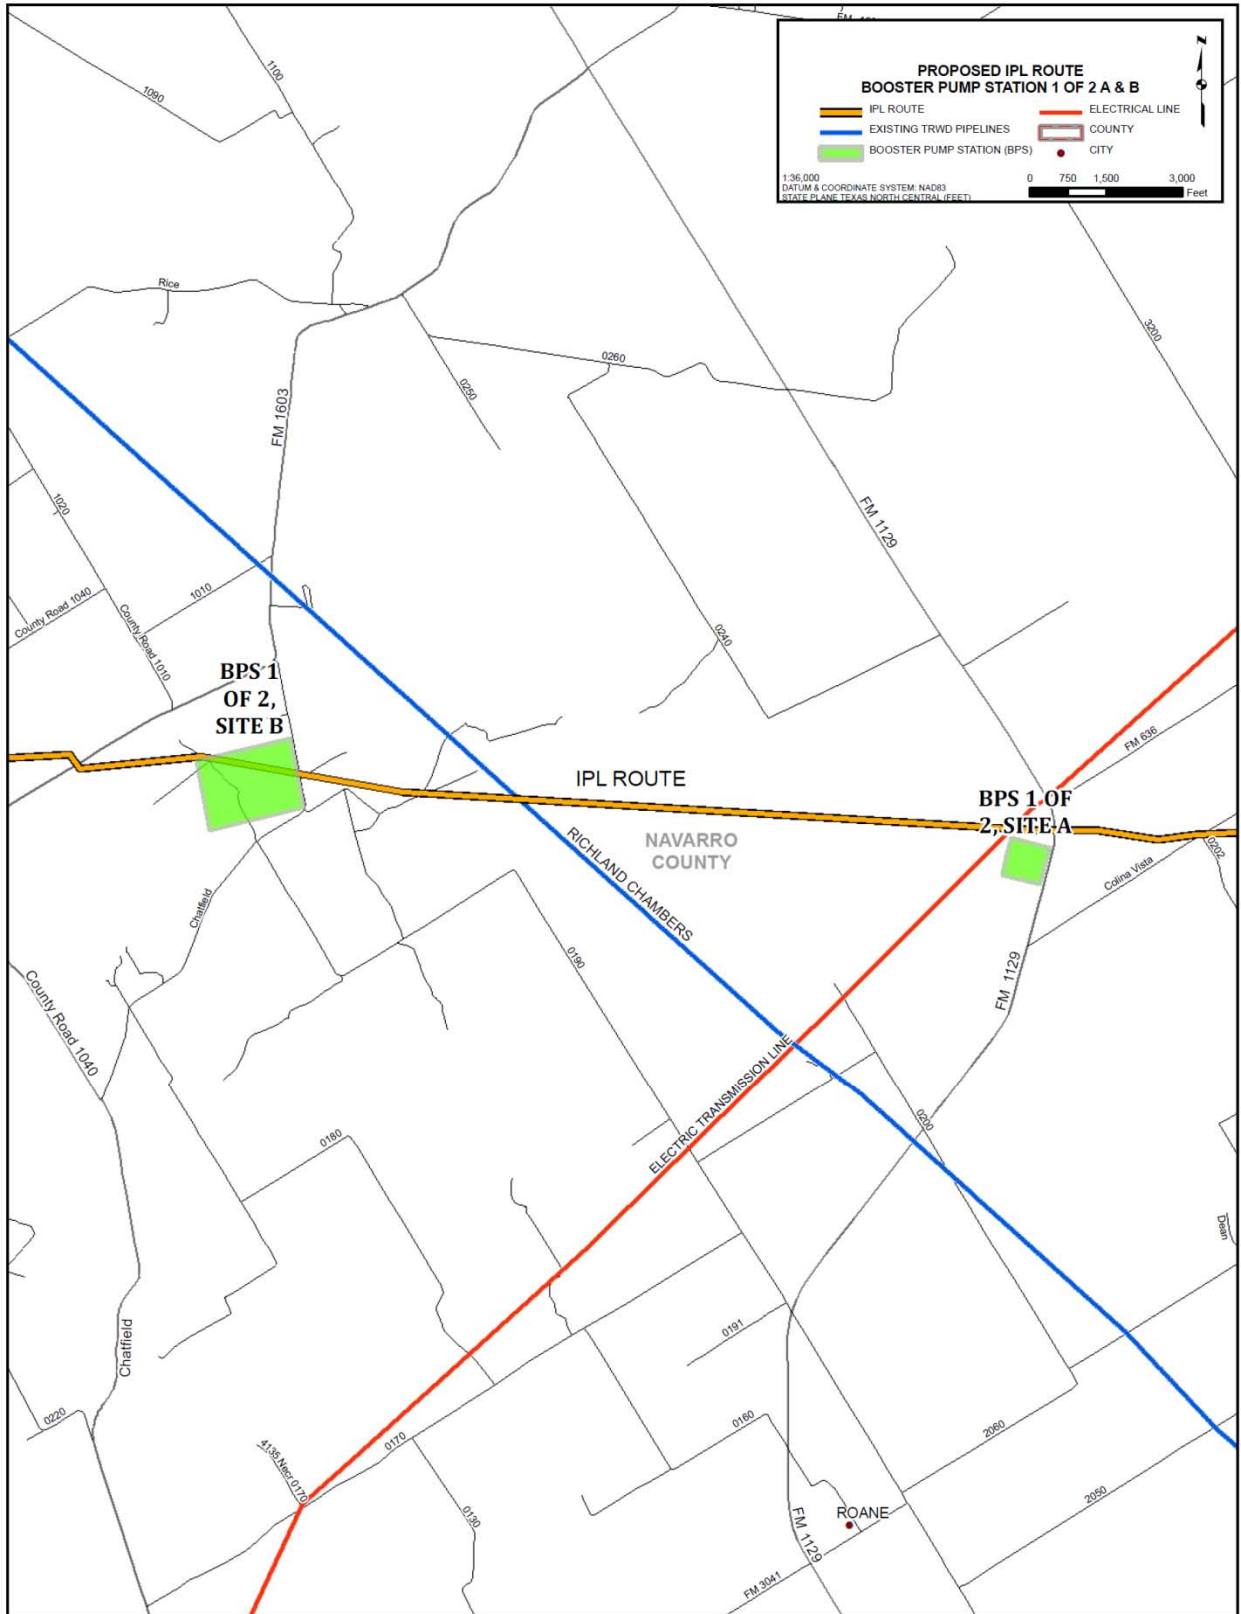 FM 1603
PROPOSED IPL ROUTE
BOOSTER PUMP STATION 1 OF 2 A & B
IPL ROUTE
ELECTRICAL LINE
EXISTING TRWD PIPELINES
COUNTY
BOOSTER PUMP STATION (BPS)
CITY
N
1:36,000
DATUM & COORDINATE SYSTEM: NAD83
STATE PLANE TEXAS NORTH CENTRAL (FEET)
0 750 1,500 3,000
Feet
1100
1090
Rice
3200
0260
0250
1020
FM 1129
1010
County Road 1040
County Road 1010
0240
BPS 1
OF 2,
SITE B
FM 636
IPL ROUTE
BPS 1 OF
2, SITE A
NAVARRO
COUNTY
RICHLAND CHAMBERS
0202
Colina Vista
Chatfield
0190
FM 1129
County Road 1040
ELECTRIC TRANSMISSION LINE
0200
0180
Dean
0191
Chatfield
0220
0160
2060
0170
4135 Necr 0170
2050
0130
ROANE
FM 1129
FM 3041